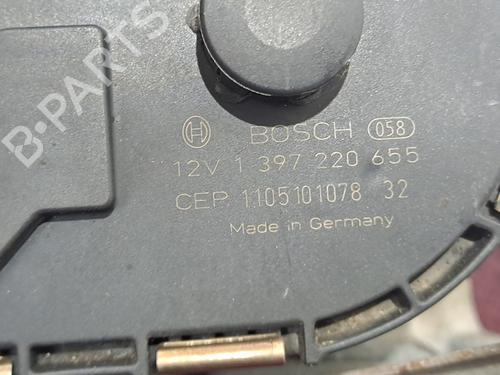 B-PARTS
BOSCH 058
12V 1 397 220 655
CEP 1105101078 32
Made in Germany